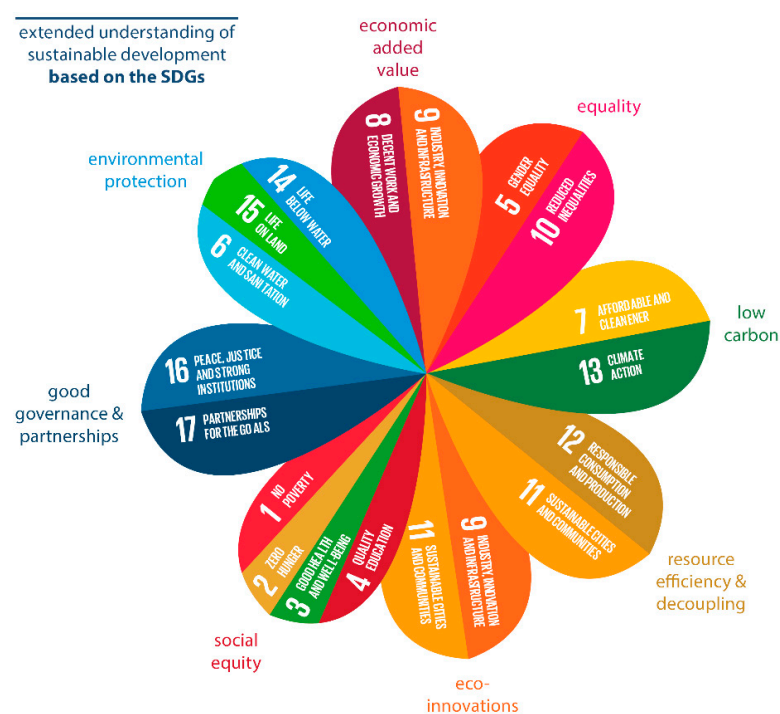 extended understanding of
sustainable development
based on the SDGs
economic
added
value
8 DECENT WORK AND
ECONOMIC GROWTH
9 INDUSTRY, INNOVATION
AND INFRASTRUCTURE
equality
5 GENDER
EQUALITY
10 REDUCED
INEQUALITIES
low
carbon
7 AFFORDABLE AND
CLEAN ENER
13 CLIMATE
ACTION
resource
efficiency &
decoupling
12 RESPONSIBLE
CONSUMPTION
AND PRODUCTION
11 SUSTAINABLE CITIES
AND COMMUNITIES
eco-
innovations
9 INDUSTRY, INNOVATION
AND INFRASTRUCTURE
11 SUSTAINABLE CITIES
AND COMMUNITIES
social
equity
4 QUALITY
EDUCATION
3 GOOD HEALTH
AND WELL-BEING
2 ZERO
HUNGER
1 NO
POVERTY
good
governance &
partnerships
17 PARTNERSHIPS
FOR THE GOALS
16 PEACE, JUSTICE
AND STRONG
INSTITUTIONS
environmental
protection
6 CLEAN WATER
AND SANITATION
15 LIFE
ON LAND
14 LIFE
BELOW WATER